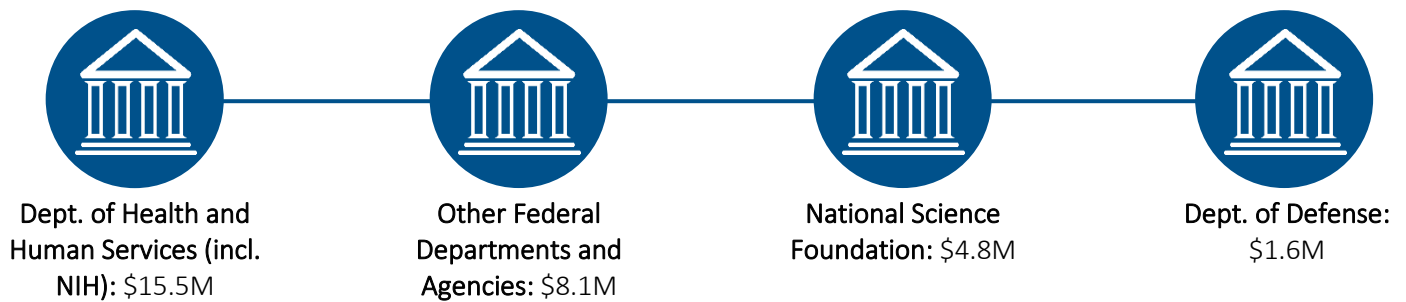 Dept. of Health and
Human Services (incl.
NIH): $15.5M
Other Federal
Departments and
Agencies: $8.1M
National Science
Foundation: $4.8M
Dept. of Defense:
$1.6M